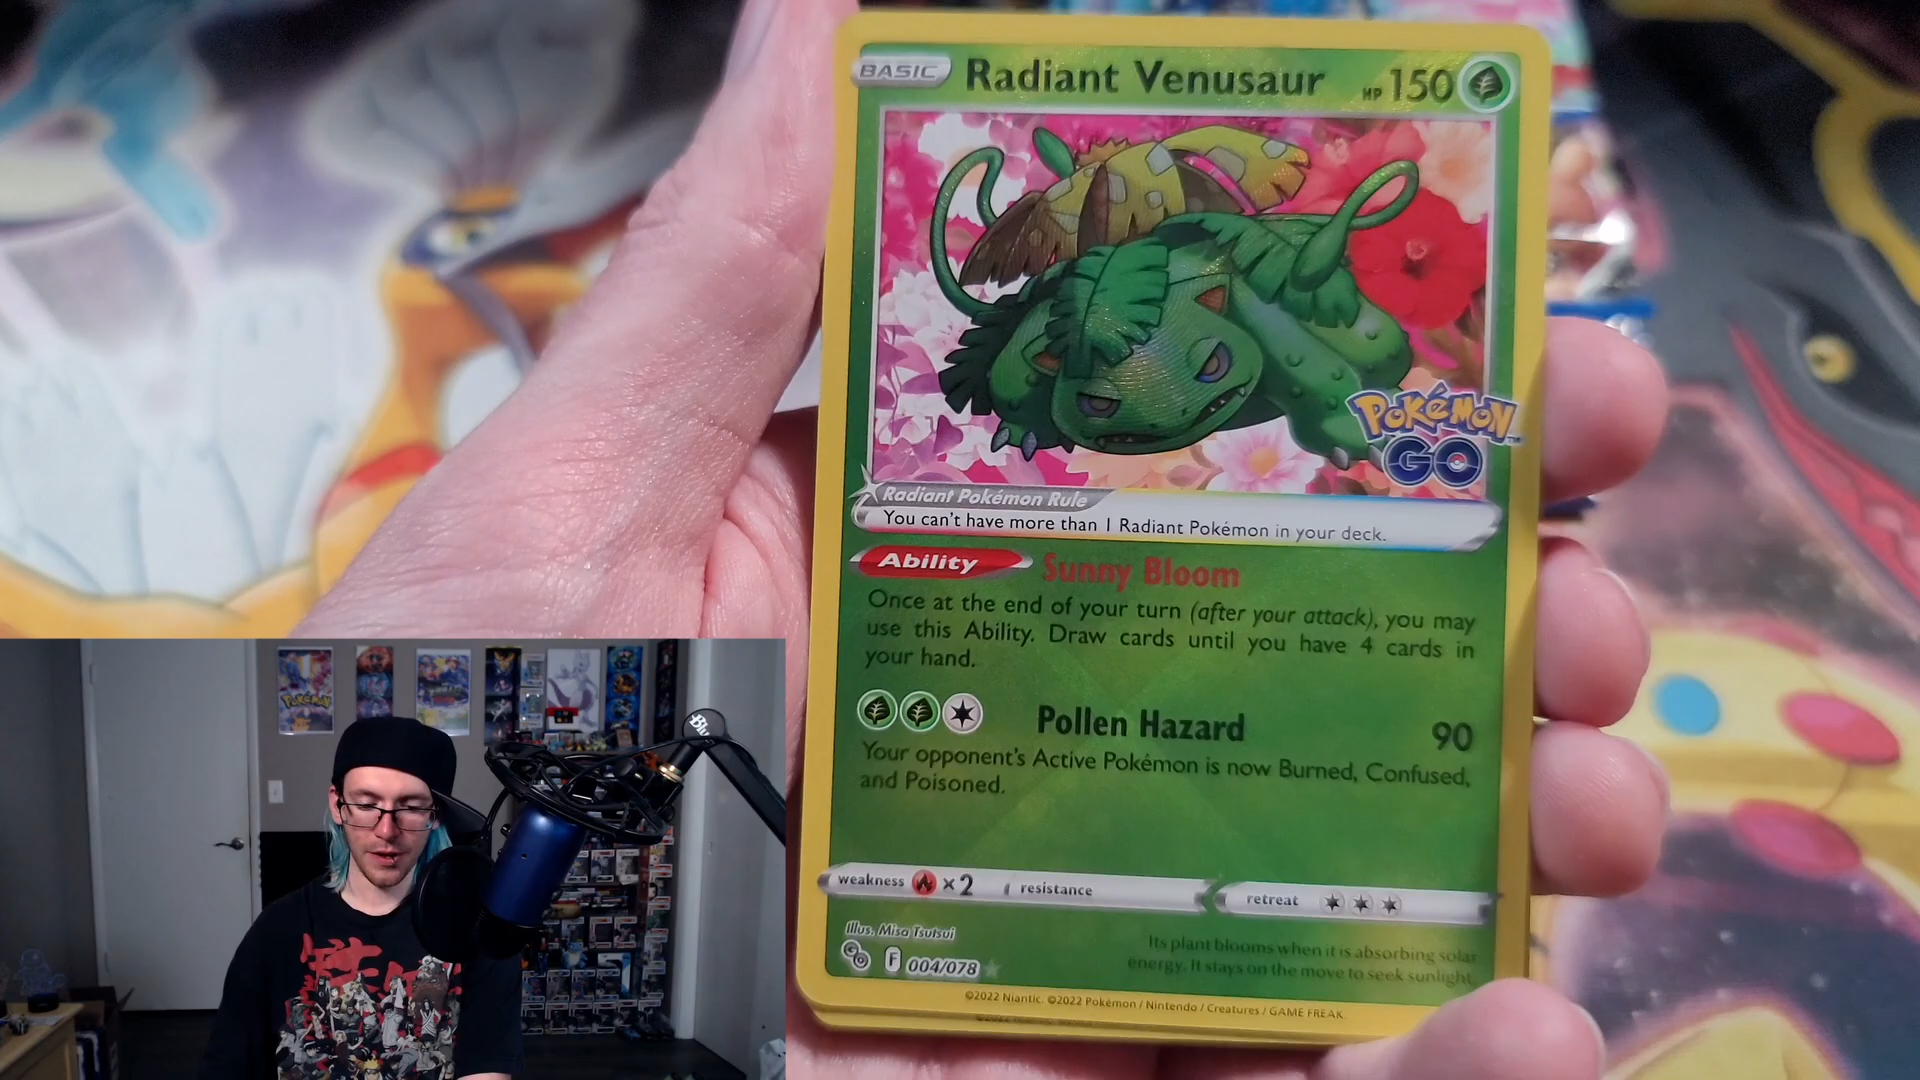 BASIC
Radiant Venusaur
HP 150
POKéMON
GO
Radiant Pokémon Rule
You can't have more than 1 Radiant Pokémon in your deck.
Ability Sunny Bloom
Once at the end of your turn (after your attack), you may
use this Ability. Draw cards until you have 4 cards in
your hand.
Pollen Hazard 90
Your opponent's Active Pokémon is now Burned, Confused,
and Poisoned.
weakness ×2 resistance retreat
Illus. Misa Tsutsui
F 004/078
Its plant blooms when it is absorbing solar
energy. It stays on the move to seek sunlight.
©2022 Niantic. ©2022 Pokémon / Nintendo / Creatures / GAME FREAK.
POKéMON
Blu